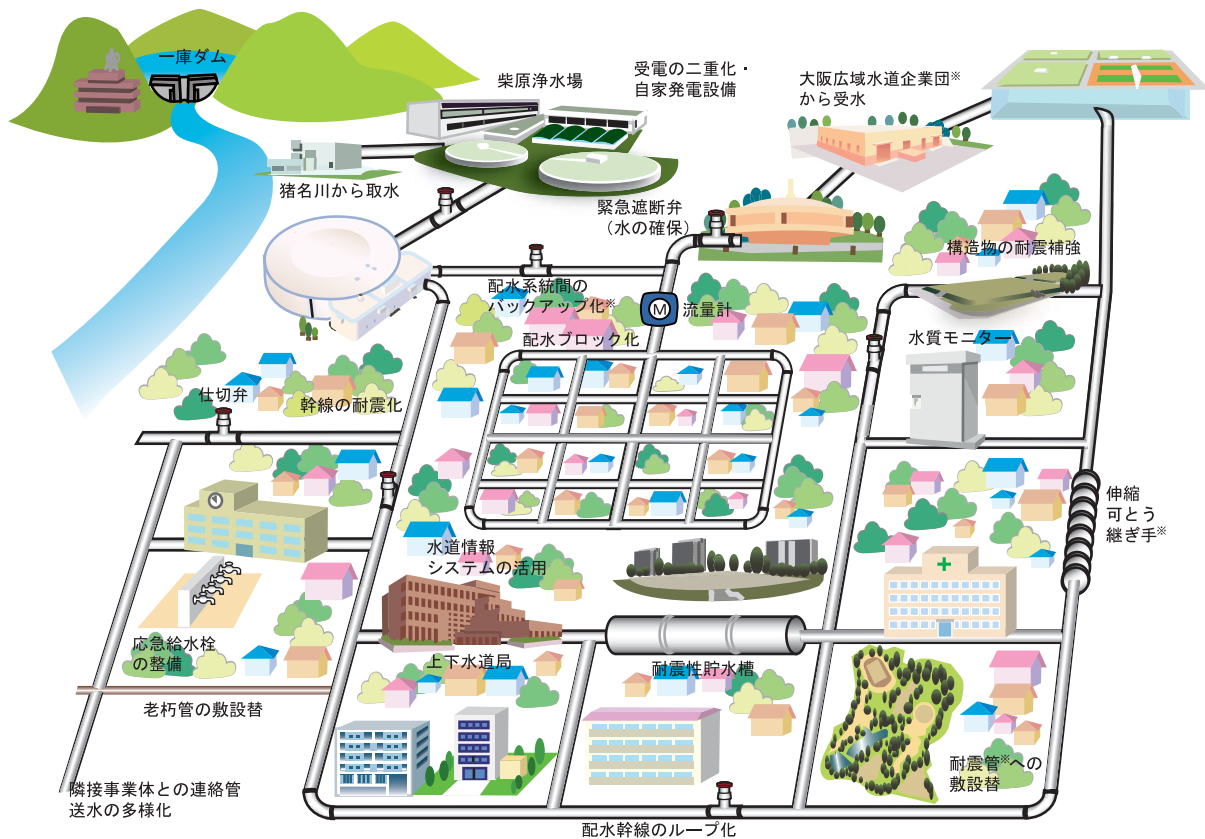 一庫ダム
柴原浄水場
受電の二重化・
自家発電設備
大阪広域水道企業団※
から受水
猪名川から取水
緊急遮断弁
（水の確保）
構造物の耐震補強
配水系統間の
バックアップ化※
M
流量計
配水ブロック化
水質モニター
仕切弁
幹線の耐震化
伸縮
可とう
継ぎ手※
水道情報
システムの活用
応急給水栓
の整備
上下水道局
耐震性貯水槽
老朽管の敷設替
耐震管※への
敷設替
隣接事業体との連絡管
送水の多様化
配水幹線のループ化